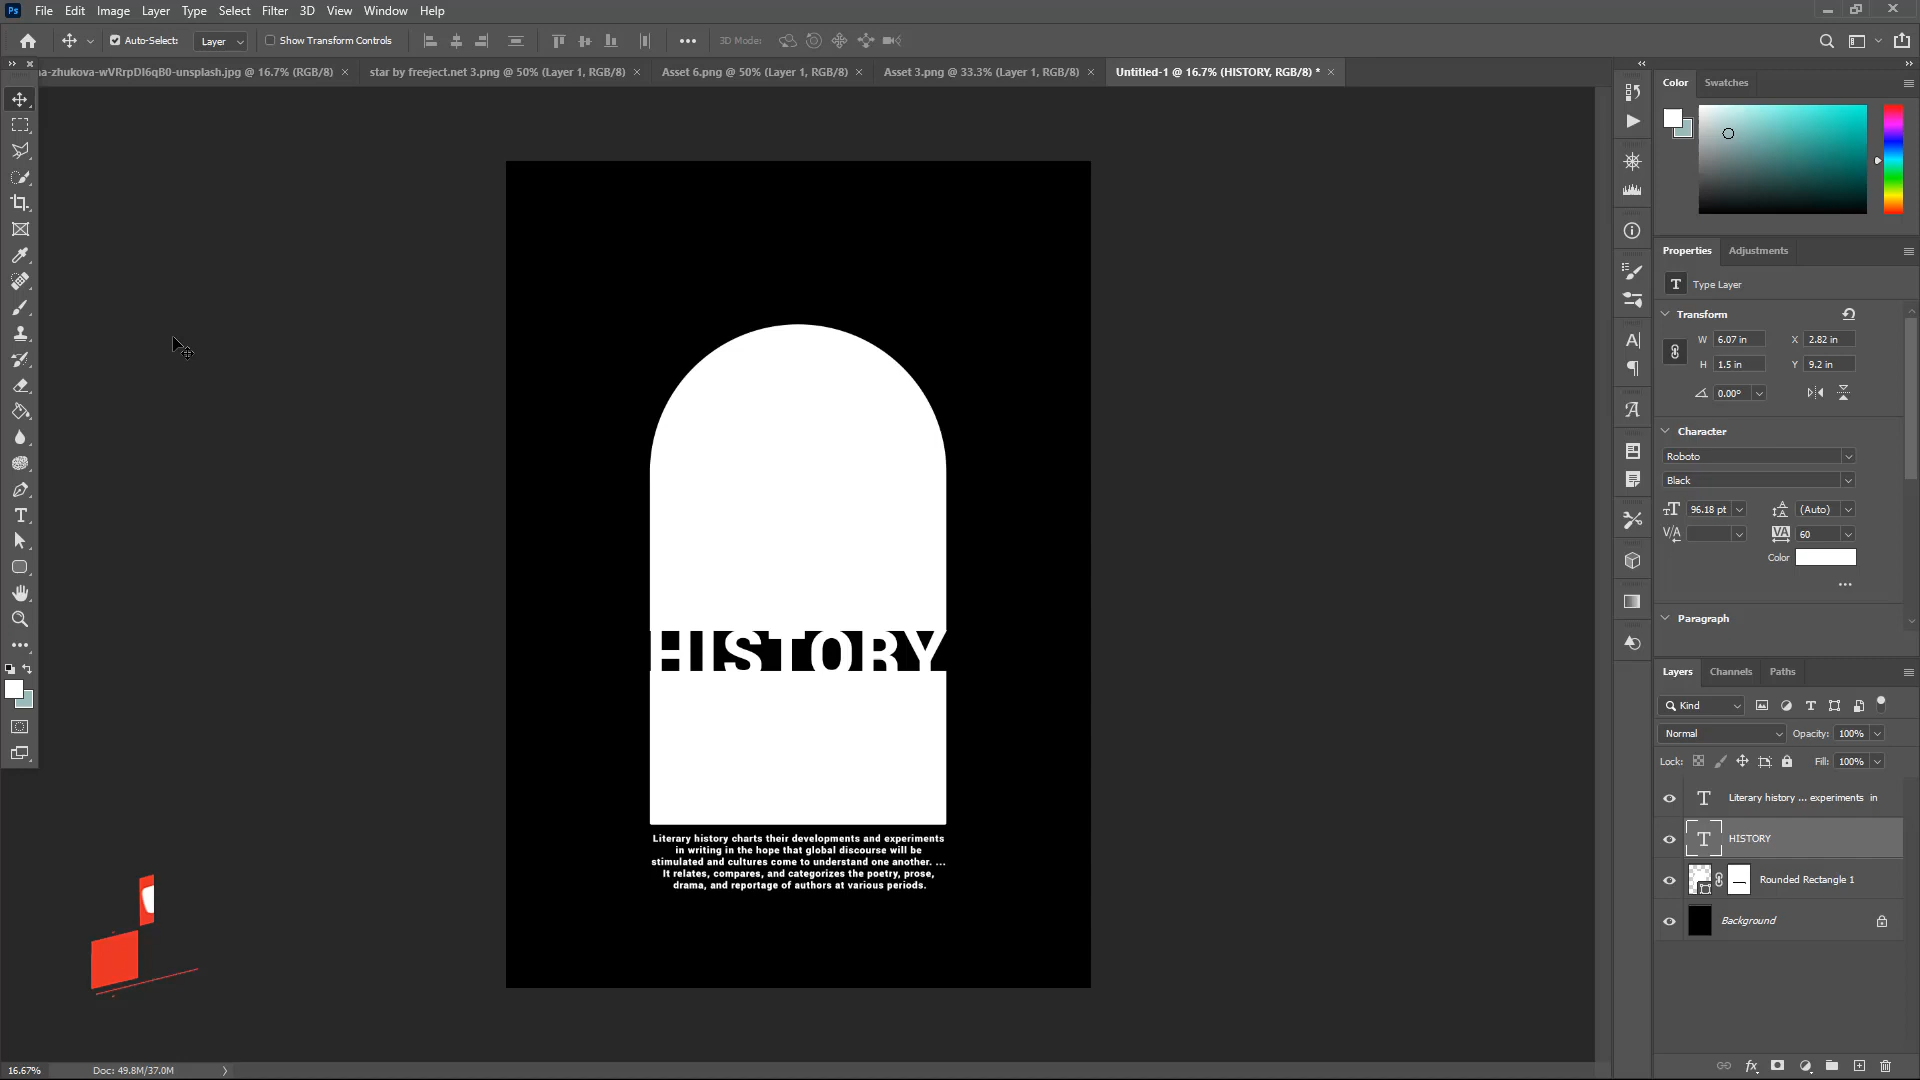 Ps File Edit Image Layer Type Select Filter 3D View Window Help
Auto-Select: Layer Show Transform Controls 3D Mode:
a-zhukova-wVRrpDI6qB0-unsplash.jpg @ 16.7% (RGB/8) star by freeject.net 3.png @ 50% (Layer 1, RGB/8) Asset 6.png @ 50% (Layer 1, RGB/8) Asset 3.png @ 33.3% (Layer 1, RGB/8) Untitled-1 @ 16.7% (HISTORY, RGB/8) *
Color Swatches
Properties Adjustments
Type Layer
Transform
W 6.07 in X 2.82 in
H 1.5 in Y 9.2 in
0.00°
Character
Roboto
Black
96.18 pt (Auto)
60
Color
Paragraph
Layers Channels Paths
Kind
Normal Opacity: 100%
Lock: Fill: 100%
Literary history ... experiments in
HISTORY
Rounded Rectangle 1
Background
HISTORY
Literary history charts their developments and experiments
in writing in the hope that global discourse will be
stimulated and cultures come to understand one another. ...
It relates, compares, and categorizes the poetry, prose,
drama, and reportage of authors at various periods.
16.67% Doc: 49.8M/37.0M